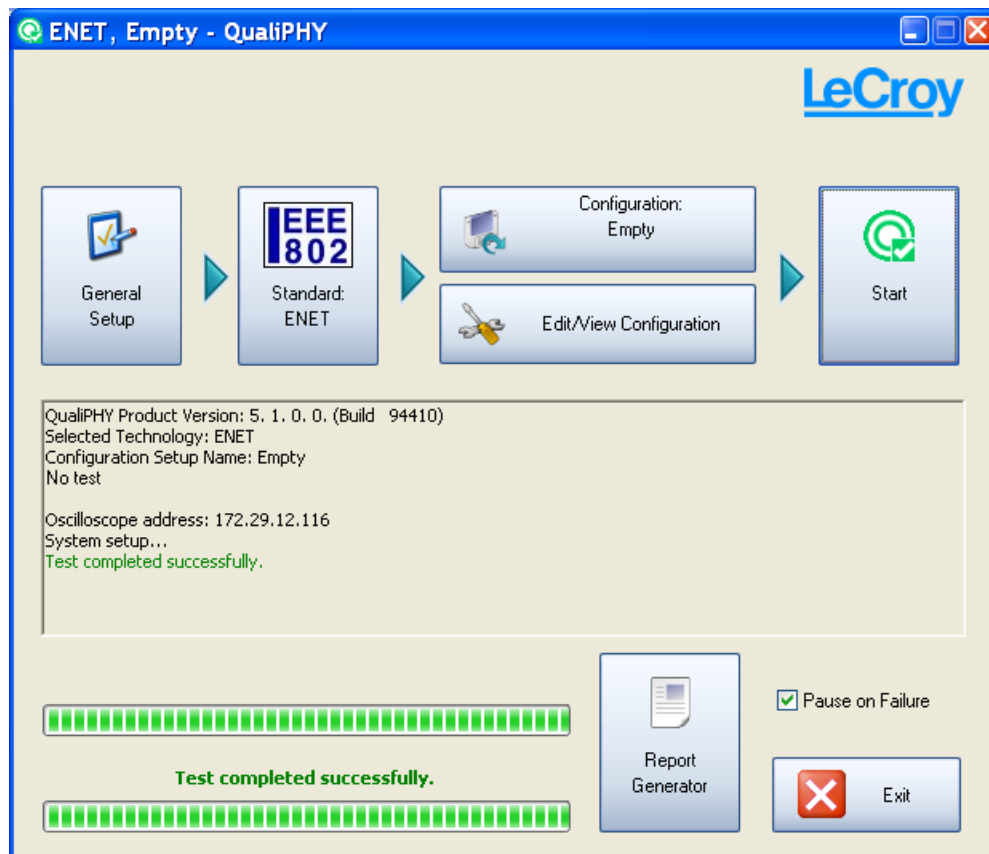 ENET, Empty - QualiPHY
LeCroy
General
Setup
IEEE
802
Standard:
ENET
Configuration:
Empty
Edit/View Configuration
Start
QualiPHY Product Version: 5. 1. 0. 0. (Build 94410)
Selected Technology: ENET
Configuration Setup Name: Empty
No test
Oscilloscope address: 172.29.12.116
System setup...
Test completed successfully.
Test completed successfully.
Report
Generator
Pause on Failure
Exit